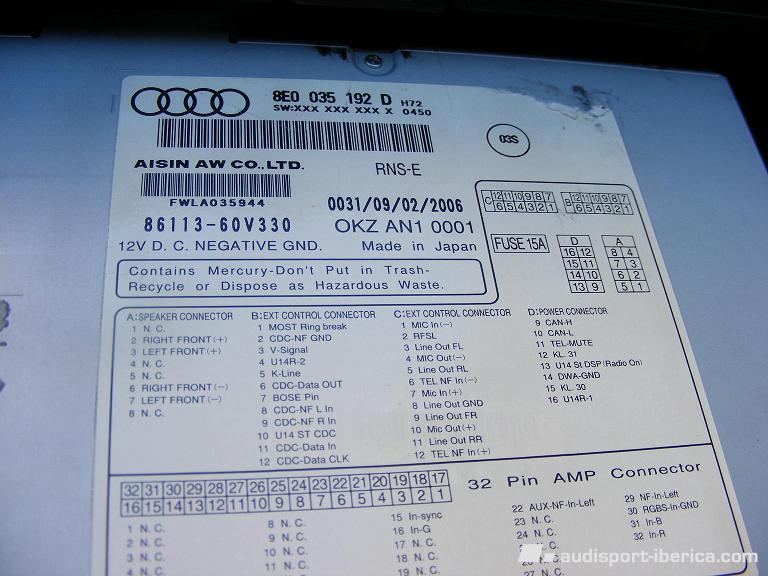 8E0 035 192 D H72
SW:XXX XXX XXX X 0450
03S
AISIN AW CO.,LTD.
RNS-E
FWLA035944
0031/09/02/2006
86113-60V330
OKZ AN1 0001
12V D. C. NEGATIVE GND.
Made in Japan
Contains Mercury-Don't Put in Trash-
Recycle or Dispose as Hazardous Waste.
C 12 11 10 9 8 7
6 5 4 3 2 1
B 12 11 10 9 8 7
6 5 4 3 2 1
FUSE 15A
D
16 12
15 11
14 10
13 9
A
8 4
7 3
6 2
5 1
A:SPEAKER CONNECTOR
1 N. C.
2 RIGHT FRONT(+)
3 LEFT FRONT(+)
4 N. C.
5 N. C.
6 RIGHT FRONT(-)
7 LEFT FRONT(-)
8 N. C.
B:EXT CONTROL CONNECTOR
1 MOST Ring break
2 CDC-NF GND
3 V-Signal
4 U14R-2
5 K-Line
6 CDC-Data OUT
7 BOSE Pin
8 CDC-NF L In
9 CDC-NF R In
10 U14 ST CDC
11 CDC-Data In
12 CDC-Data CLK
C:EXT CONTROL CONNECTOR
1 MIC In(-)
2 RFSL
3 Line Out FL
4 MIC Out(-)
5 Line Out RL
6 TEL NF In(-)
7 MIC In(+)
8 Line Out GND
9 Line Out FR
10 Mic Out(+)
11 Line Out RR
12 TEL NF In(+)
D:POWER CONNECTOR
9 CAN-H
10 CAN-L
11 TEL-MUTE
12 KL 31
13 U14 St DSP (Radio On)
14 DWA-GND
15 KL. 30
16 U14R-1
32 31 30 29 28 27 26 25 24 23 22 21 20 19 18 17
16 15 14 13 12 11 10 9 8 7 6 5 4 3 2 1
32 Pin AMP Connector
1 N. C.
2 N. C.
3 N. C.
4 N. C.
8 N. C.
9 N. C.
10 N. C.
11 N. C.
15 In-sync
16 In-G
17 N. C.
18 N. C.
19 N. C.
22 AUX-NF-In-Left
23 N. C.
24 N. C.
29 NF-In-Left
30 RGBS-In-GND
31 In-B
32 In-R
audisport-iberica.com